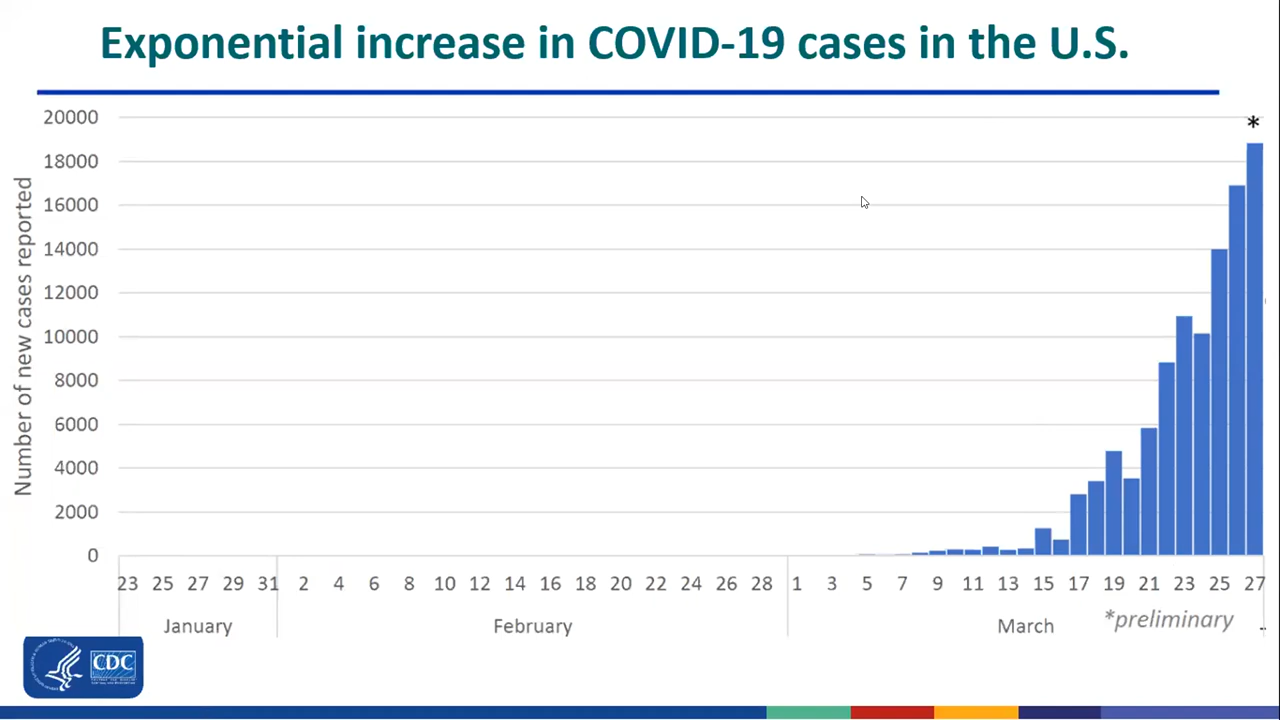 Exponential increase in COVID-19 cases in the U.S.
Number of new cases reported
20000
18000
16000
14000
12000
10000
8000
6000
4000
2000
0
*
23 25 27 29 31 2 4 6 8 10 12 14 16 18 20 22 24 26 28 1 3 5 7 9 11 13 15 17 19 21 23 25 27
January February March
*preliminary
CDC